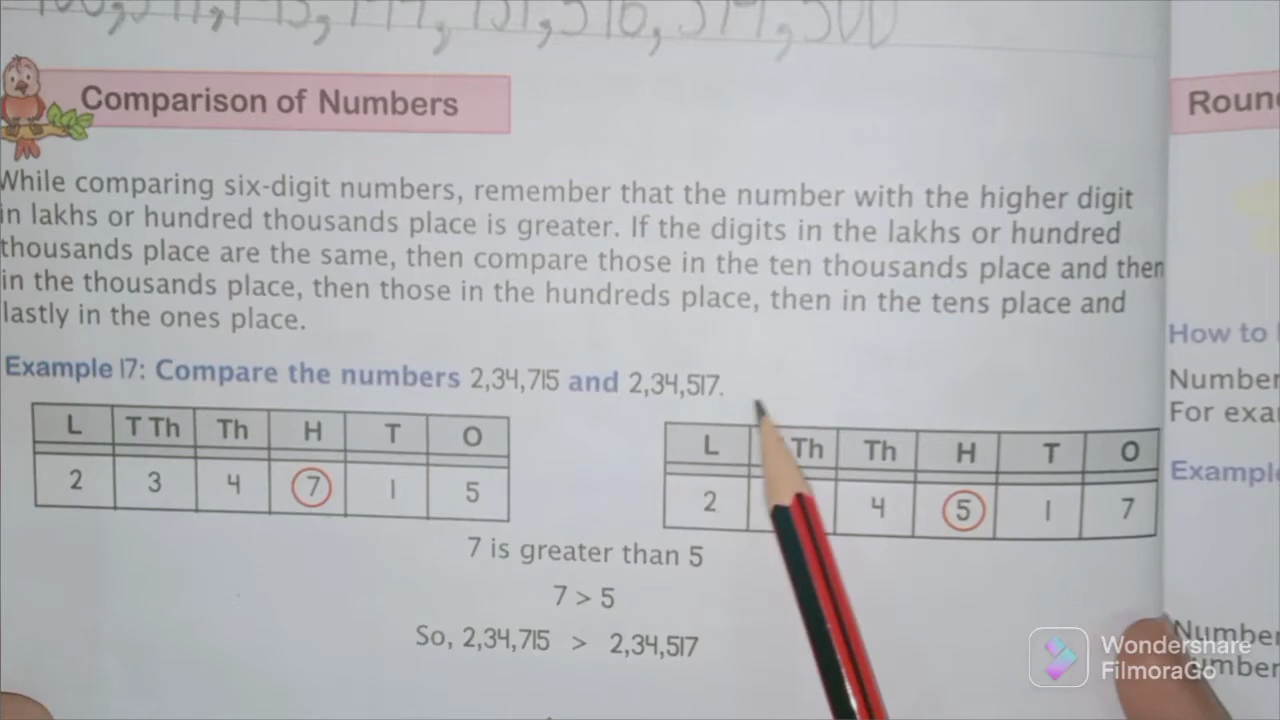 Comparison of Numbers
While comparing six-digit numbers, remember that the number with the higher digit
in lakhs or hundred thousands place is greater. If the digits in the lakhs or hundred
thousands place are the same, then compare those in the ten thousands place and then
in the thousands place, then those in the hundreds place, then in the tens place and
lastly in the ones place.
Example 17: Compare the numbers 2,34,715 and 2,34,517.
L T Th Th H T O
2 3 4 7 1 5
L Th Th H T O
2 4 5 1 7
7 is greater than 5
7 > 5
So, 2,34,715 > 2,34,517
How to
Number
For exa
Example
Number
Wondershare
FilmoraGo